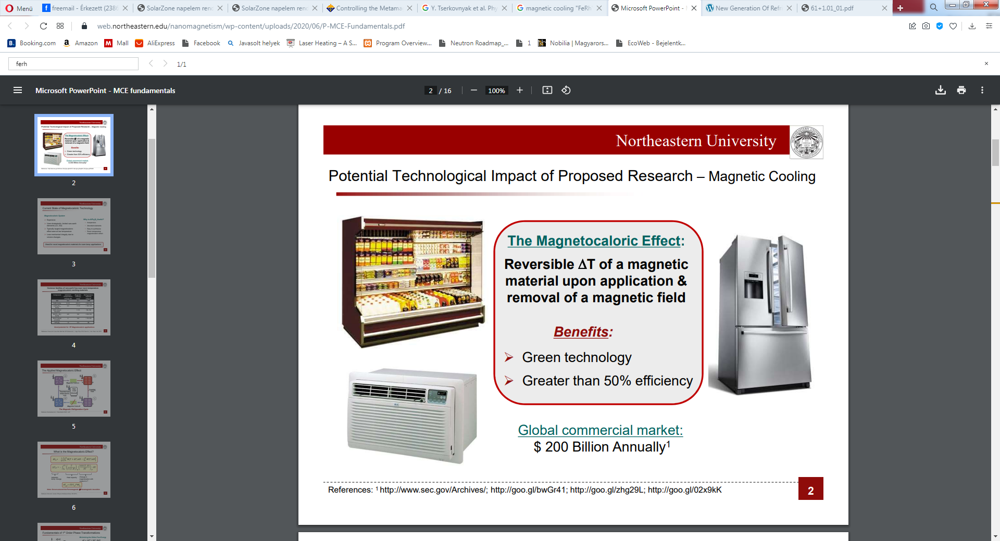 Menü
freemail - Érkezett (238
SolarZone napelem ren
SolarZone napelem ren
Controlling the Metama
Y. Tserkovnyak et al. Phy
magnetic cooling "FeRh
Microsoft PowerPoint -
New Generation Of Refr
61+1.01_01.pdf
web.northeastern.edu/nanomagnetism/wp-content/uploads/2020/06/P-MCE-Fundamentals.pdf
Booking.com
Amazon
Mall
AliExpress
Facebook
Javasolt helyek
Laser Heating – A S...
Program Overview...
Neutron Roadmap_...
1
Nobilia | Magyarors...
EcoWeb - Bejelentk...
ferh
1/1
Microsoft PowerPoint - MCE fundamentals
2 / 16
100%
2
3
4
5
6
Northeastern University
Potential Technological Impact of Proposed Research – Magnetic Cooling
The Magnetocaloric Effect:
Reversible ΔT of a magnetic
material upon application &
removal of a magnetic field
Benefits:
➢ Green technology
➢ Greater than 50% efficiency
Global commercial market:
$ 200 Billion Annually¹
References: ¹ http://www.sec.gov/Archives/; http://goo.gl/bwGr41; http://goo.gl/zhg29L; http://goo.gl/02x9kK
2